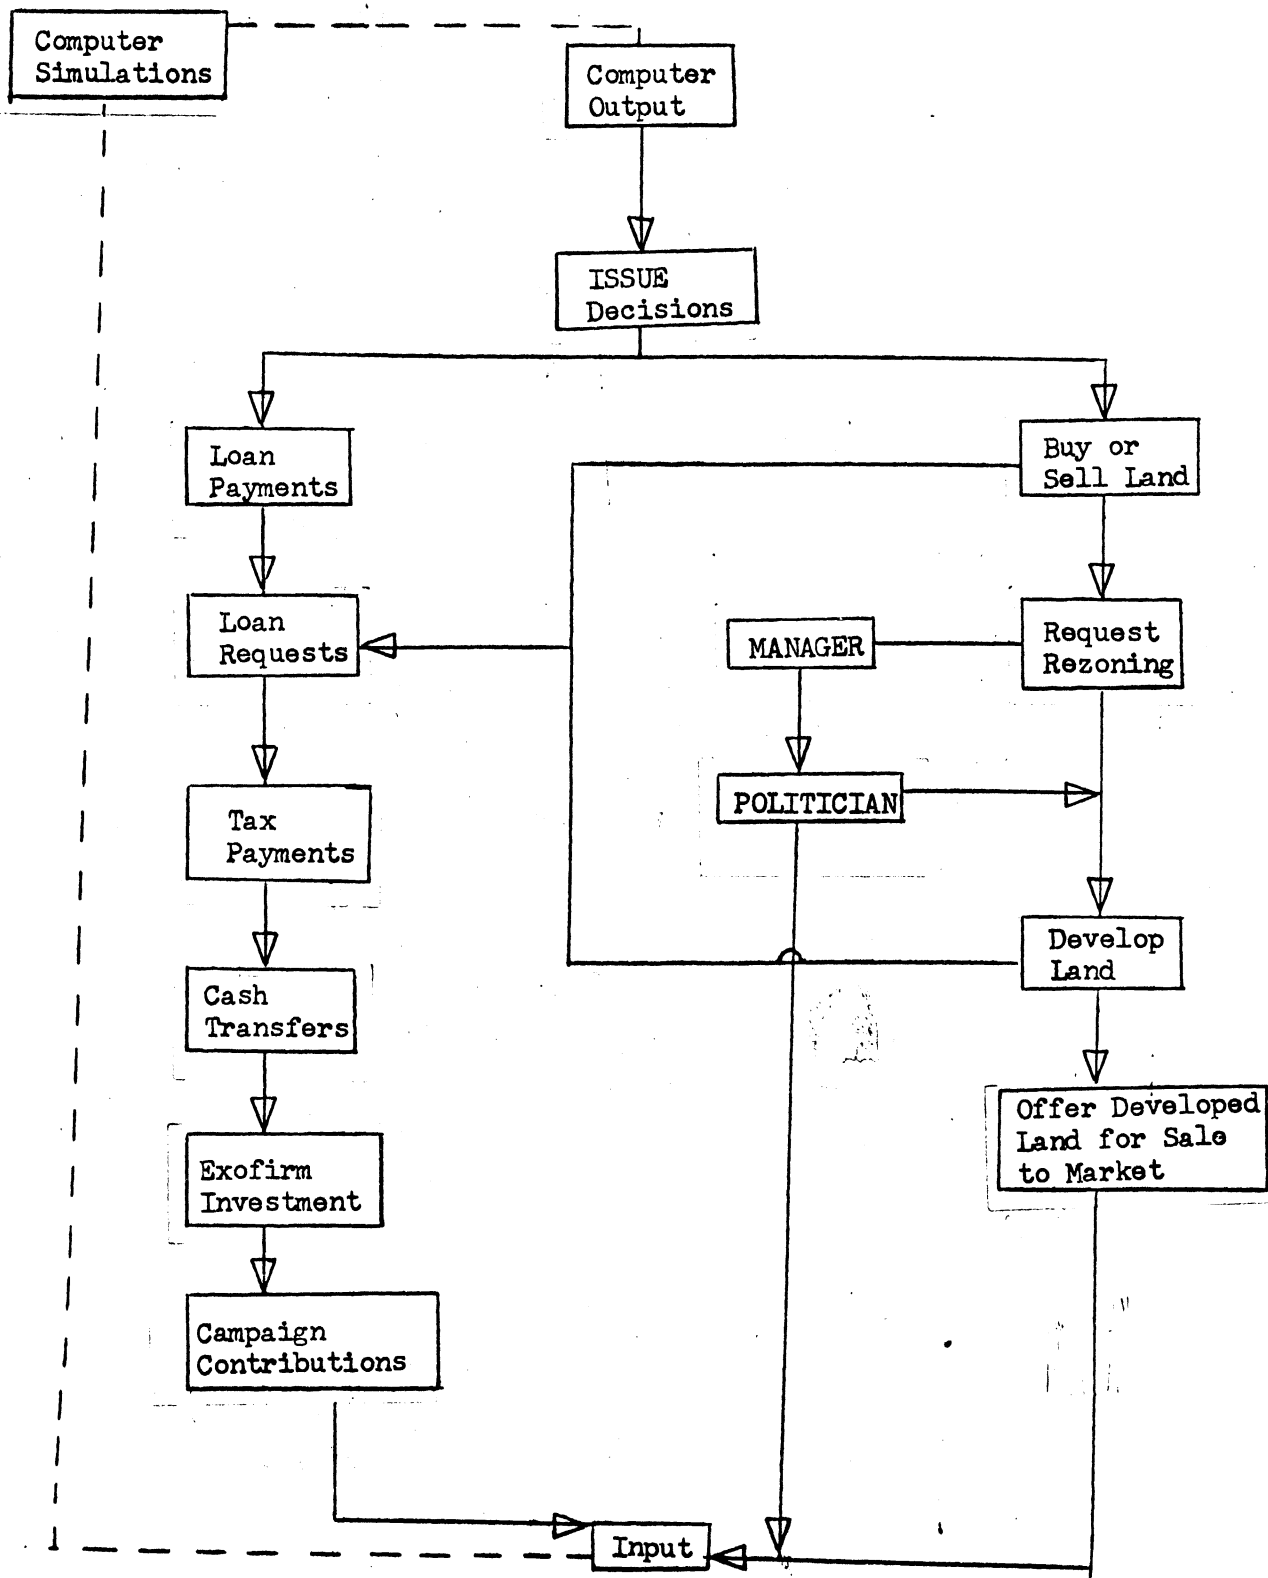 Computer
Simulations
Computer
Output
ISSUE
Decisions
Loan
Payments
Buy or
Sell Land
Loan
Requests
MANAGER
Request
Rezoning
Tax
Payments
POLITICIAN
Cash
Transfers
Develop
Land
Exofirm
Investment
Offer Developed
Land for Sale
to Market
Campaign
Contributions
Input